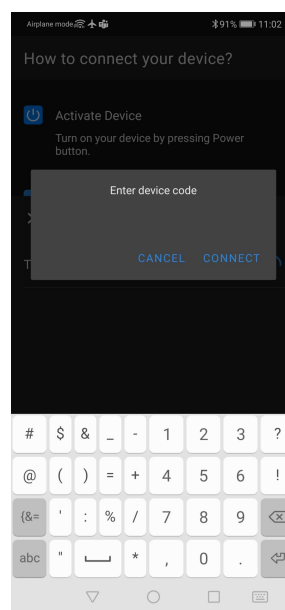 Airplane mode 91% 11:02
How to connect your device?
Activate Device
Turn on your device by pressing Power
button.
Enter device code
T
CANCEL CONNECT
# $ & _ - 1 2 3 ?
@ ( ) = + 4 5 6 !
{&= ' : % / 7 8 9
abc " * , 0 .